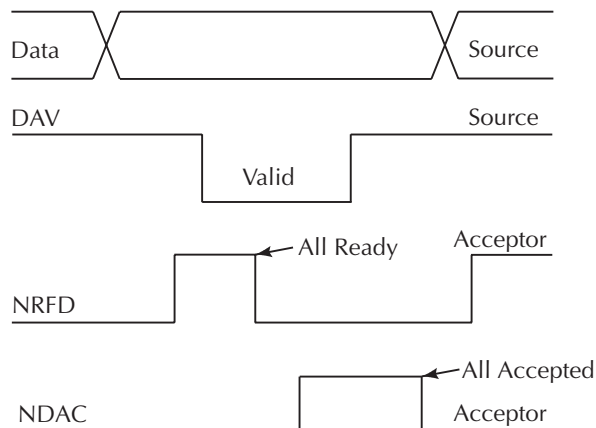 Data
Source
DAV
Source
Valid
All Ready
Acceptor
NRFD
All Accepted
NDAC
Acceptor